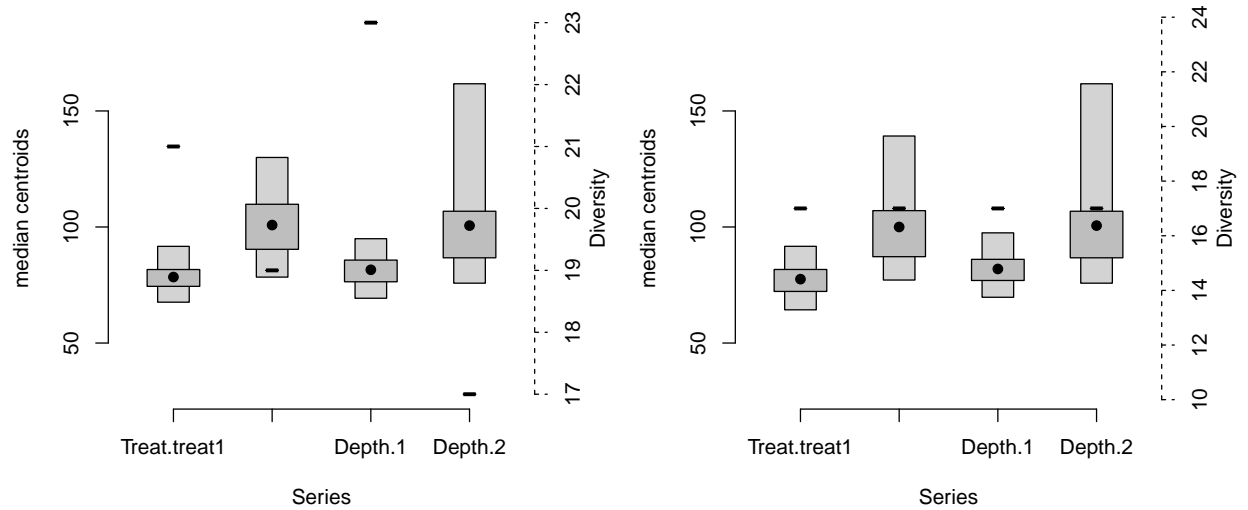 median centroids
50
100
150
Treat.treat1
Depth.1
Depth.2
Series
17
18
19
20
21
22
23
Diversity
median centroids
50
100
150
Treat.treat1
Depth.1
Depth.2
Series
10
12
14
16
18
20
22
24
Diversity